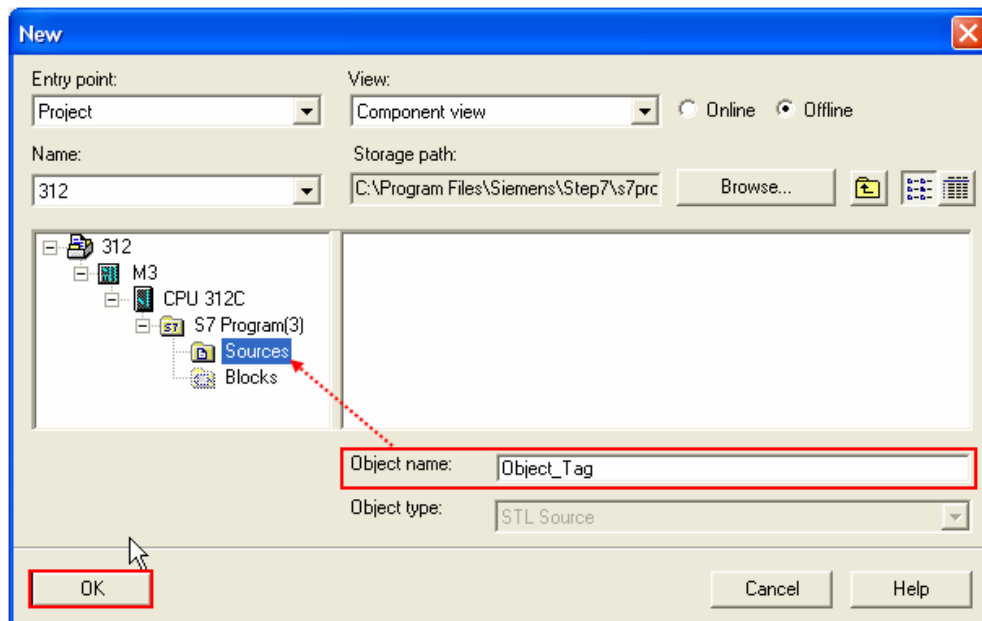 New
Entry point:
View:
Project
Component view
Online
Offline
Name:
Storage path:
312
C:\Program Files\Siemens\Step7\s7prc
Browse...
312
M3
CPU 312C
S7 Program(3)
Sources
Blocks
Object name:
Object_Tag
Object type:
STL Source
OK
Cancel
Help